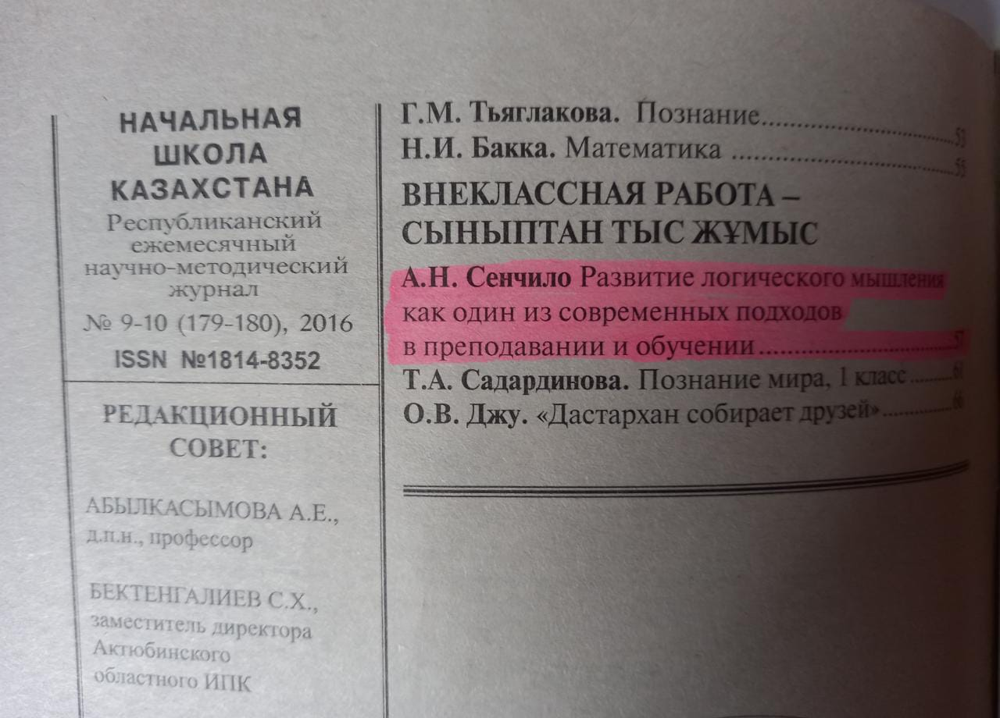 НАЧАЛЬНАЯ
ШКОЛА
КАЗАХСТАНА
Республиканский
ежемесячный
научно-методический
журнал
№ 9-10 (179-180), 2016
ISSN №1814-8352
РЕДАКЦИОННЫЙ
СОВЕТ:
АБЫЛКАСЫМОВА А.Е.,
д.п.н., профессор
БЕКТЕНГАЛИЕВ С.Х.,
заместитель директора
Актюбинского
областного ИПК
Г.М. Тьяглакова. Познание....................53
Н.И. Бакка. Математика ....................55
ВНЕКЛАССНАЯ РАБОТА –
СЫНЫПТАН ТЫС ЖҰМЫС
А.Н. Сенчило Развитие логического мышления
как один из современных подходов
в преподавании и обучении....................57
Т.А. Садардинова. Познание мира, 1 класс.........61
О.В. Джу. «Дастархан собирает друзей»..............66